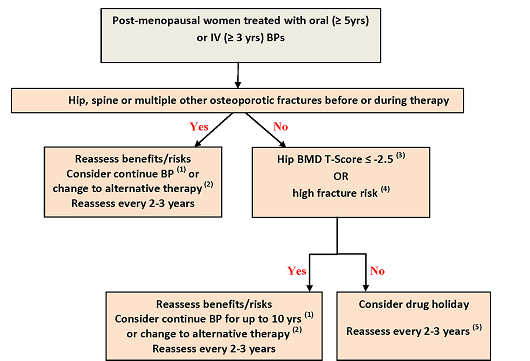 Post-menopausal women treated with oral (≥ 5yrs)
or IV (≥ 3 yrs) BPs
Hip, spine or multiple other osteoporotic fractures before or during therapy
Yes
No
Reassess benefits/risks
Consider continue BP (1) or
change to alternative therapy (2)
Reassess every 2-3 years
Hip BMD T-Score ≤ -2.5 (3)
OR
high fracture risk (4)
Yes
No
Reassess benefits/risks
Consider continue BP for up to 10 yrs (1)
or change to alternative therapy (2)
Reassess every 2-3 years
Consider drug holiday
Reassess every 2-3 years (5)